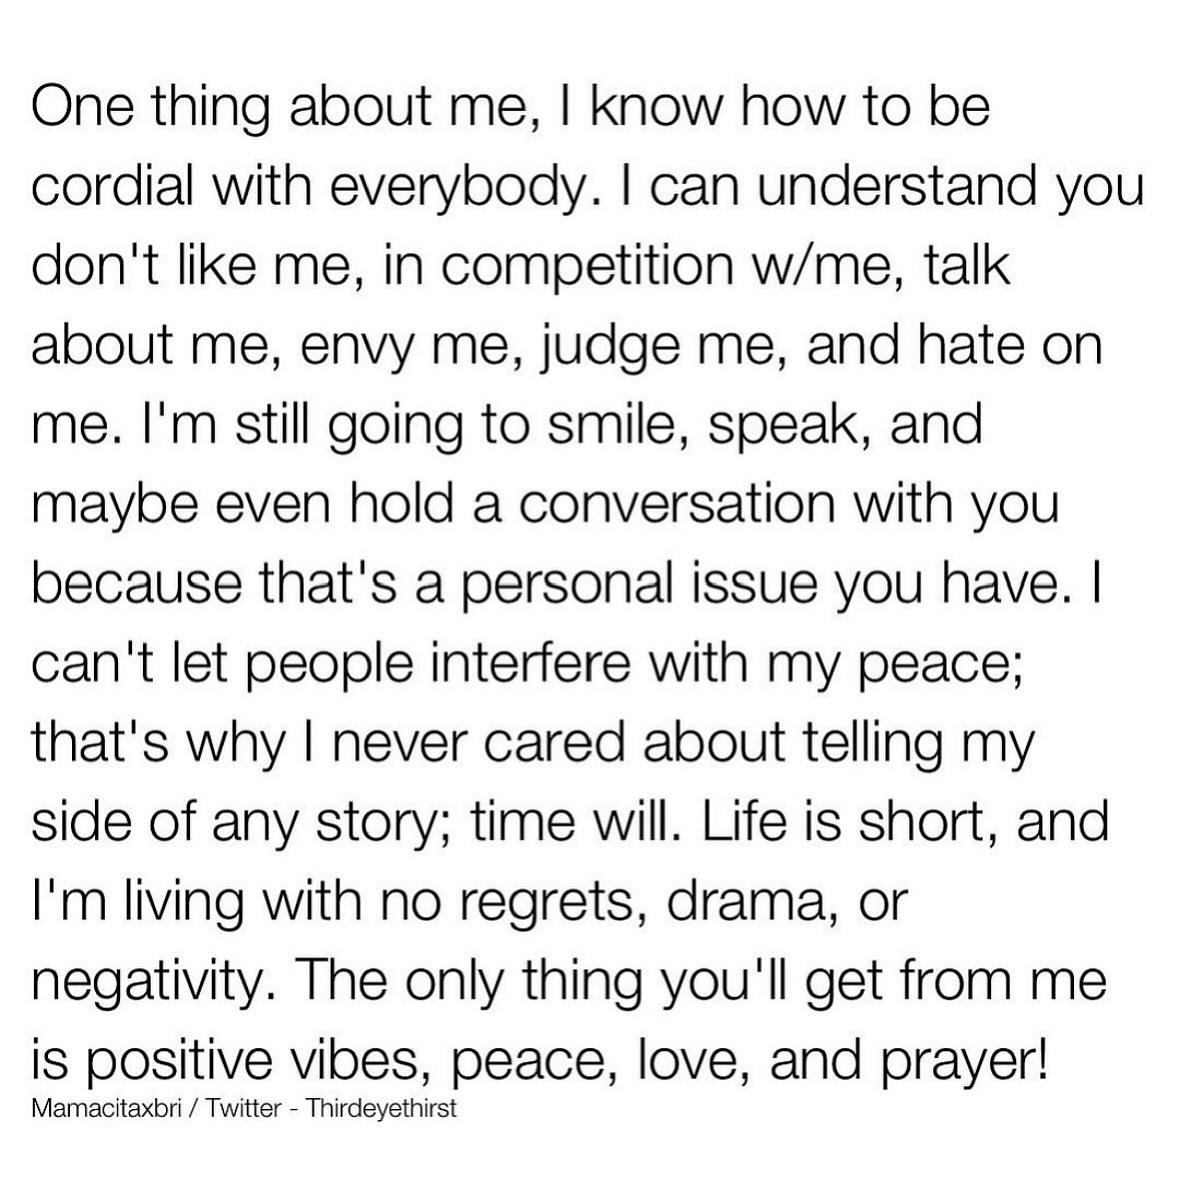 One thing about me, I know how to be
cordial with everybody. I can understand you
don't like me, in competition w/me, talk
about me, envy me, judge me, and hate on
me. I'm still going to smile, speak, and
maybe even hold a conversation with you
because that's a personal issue you have. I
can't let people interfere with my peace;
that's why I never cared about telling my
side of any story; time will. Life is short, and
I'm living with no regrets, drama, or
negativity. The only thing you'll get from me
is positive vibes, peace, love, and prayer!
Mamacitaxbri / Twitter - Thirdeyethirst